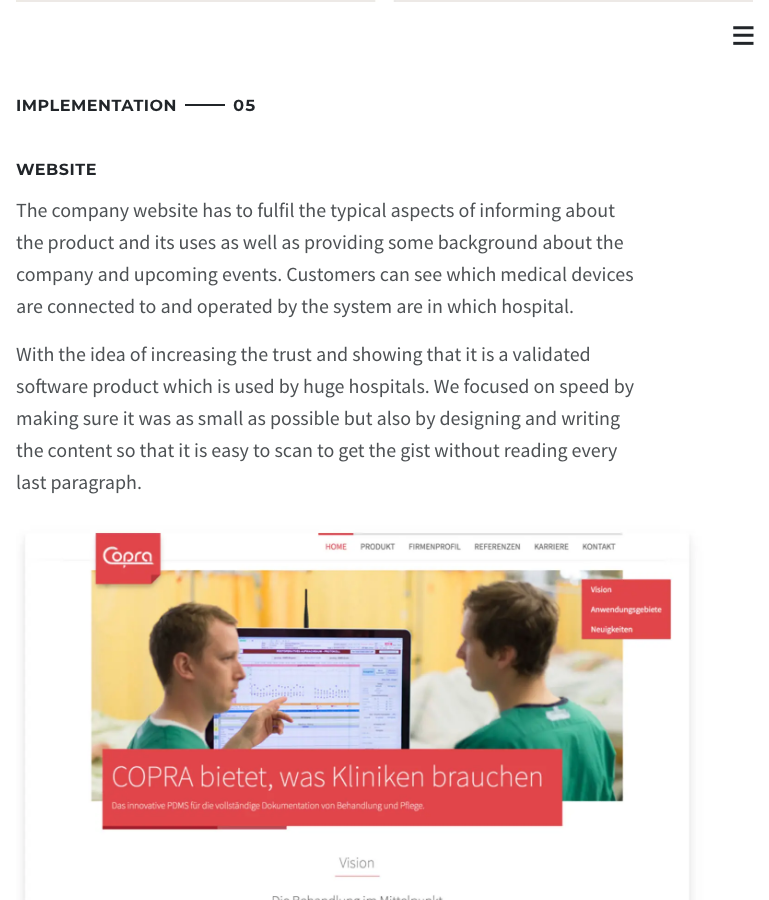 IMPLEMENTATION 05
WEBSITE
The company website has to fulfil the typical aspects of informing about
the product and its uses as well as providing some background about the
company and upcoming events. Customers can see which medical devices
are connected to and operated by the system are in which hospital.
With the idea of increasing the trust and showing that it is a validated
software product which is used by huge hospitals. We focused on speed by
making sure it was as small as possible but also by designing and writing
the content so that it is easy to scan to get the gist without reading every
last paragraph.
Copra
HOME PRODUKT FIRMENPROFIL REFERENZEN KARRIERE KONTAKT
Vision
Anwendungsgebiete
Neuigkeiten
COPRA bietet, was Kliniken brauchen
Das innovative PDMS für die vollständige Dokumentation von Behandlung und Pflege.
Vision
Die Behandlung im Mittelpunkt